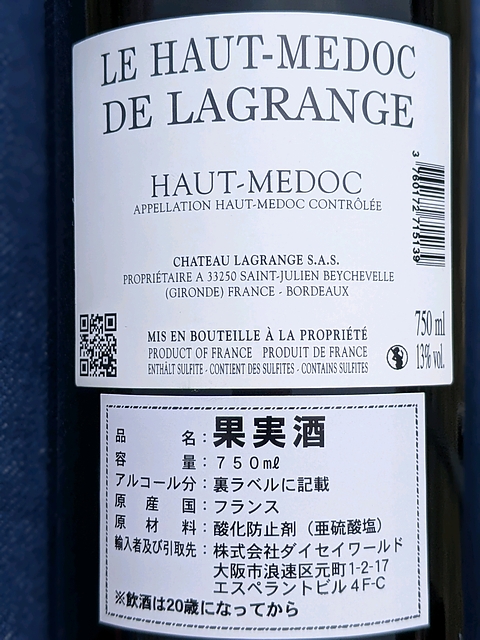 LE HAUT-MEDOC
DE LAGRANGE
HAUT-MEDOC
APPELLATION HAUT-MEDOC CONTRÔLÉE
3 760172 715139
CHATEAU LAGRANGE S.A.S.
PROPRIÉTAIRE A 33250 SAINT-JULIEN BEYCHEVELLE
(GIRONDE) FRANCE - BORDEAUX
MIS EN BOUTEILLE À LA PROPRIÉTÉ
PRODUCT OF FRANCE PRODUIT DE FRANCE
ENTHÄLT SULFITE - CONTIENT DES SULFITES - CONTAINS SULFITES
750 ml
13% vol.
品名：果実酒
容量：７５０㎖
アルコール分：裏ラベルに記載
原産国：フランス
原材料：酸化防止剤（亜硫酸塩）
輸入者及び引取先：株式会社ダイセイワールド
大阪市浪速区元町1-2-17
エスペラントビル４F-C
※飲酒は20歳になってから